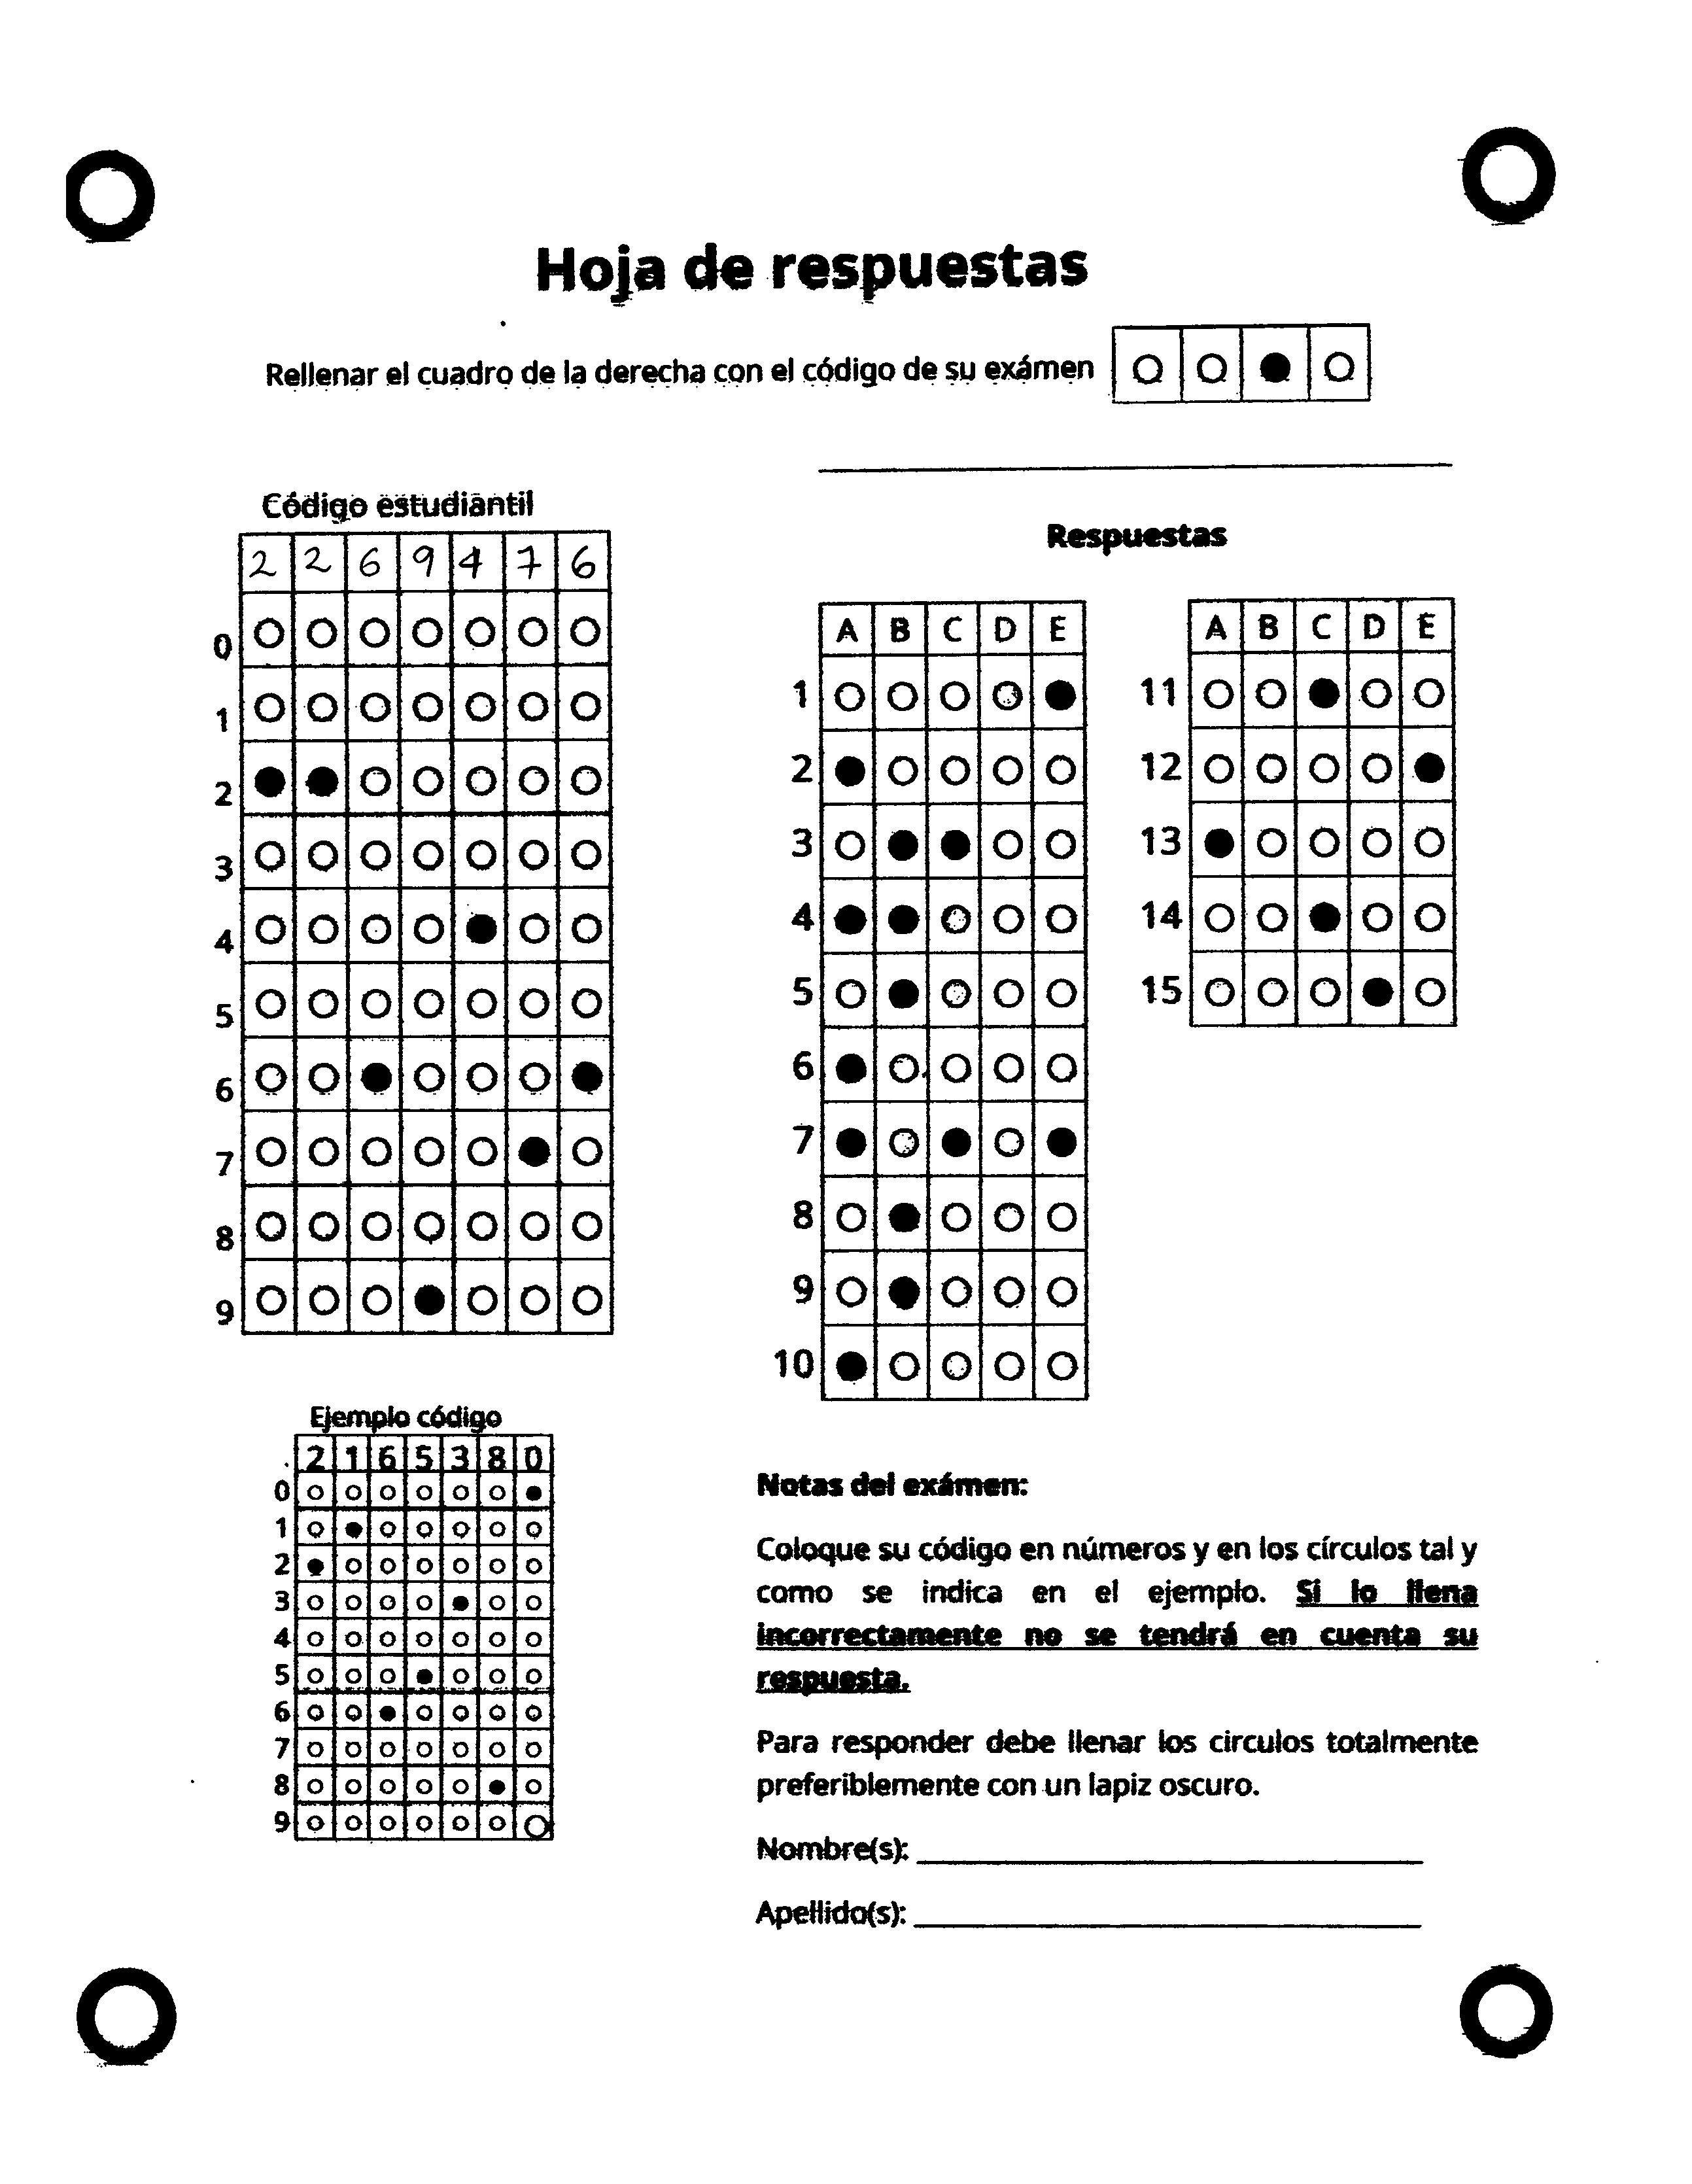 Hoja de respuestas
Rellenar el cuadro de la derecha con el código de su exámen
Código estudiantil
2 2 6 9 4 7 6
0
1
2
3
4
5
6
7
8
9
Respuestas
A B C D E
1
2
3
4
5
6
7
8
9
10
A B C D E
11
12
13
14
15
Ejemplo código
2 1 6 5 3 8 0
0
1
2
3
4
5
6
7
8
9
Notas del exámen:
Coloque su código en números y en los círculos tal y
como se indica en el ejemplo. Si lo llena
incorrectamente no se tendrá en cuenta su
respuesta.
Para responder debe llenar los circulos totalmente
preferiblemente con un lapiz oscuro.
Nombre(s):
Apellido(s):